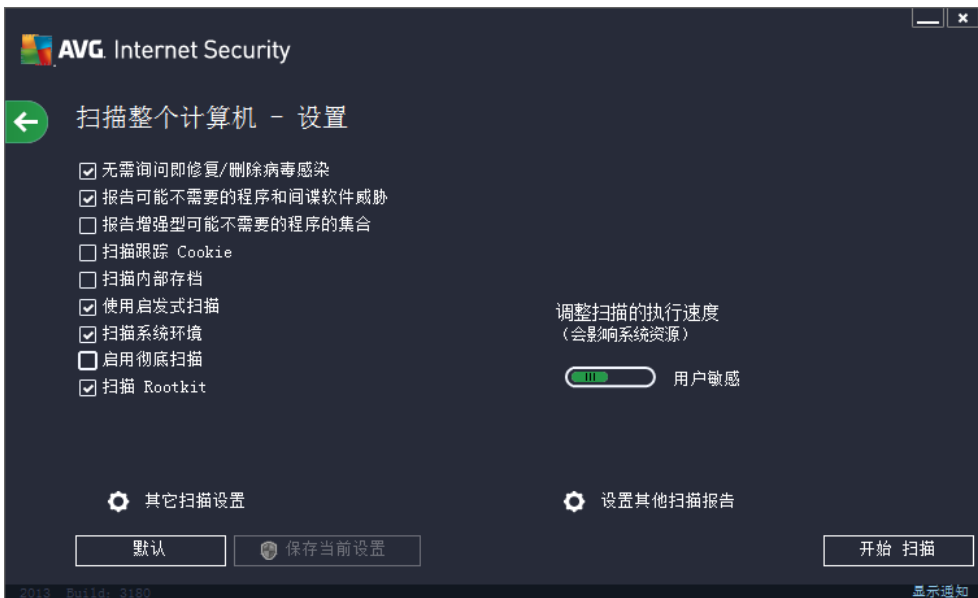 AVG. Internet Security
扫描整个计算机 - 设置
无需询问即修复/删除病毒感染
报告可能不需要的程序和间谍软件威胁
报告增强型可能不需要的程序的集合
扫描跟踪 Cookie
扫描内部存档
使用启发式扫描
扫描系统环境
启用彻底扫描
扫描 Rootkit
调整扫描的执行速度
(会影响系统资源)
用户敏感
其它扫描设置
设置其他扫描报告
默认
保存当前设置
开始 扫描
2013 Build: 3180
显示通知